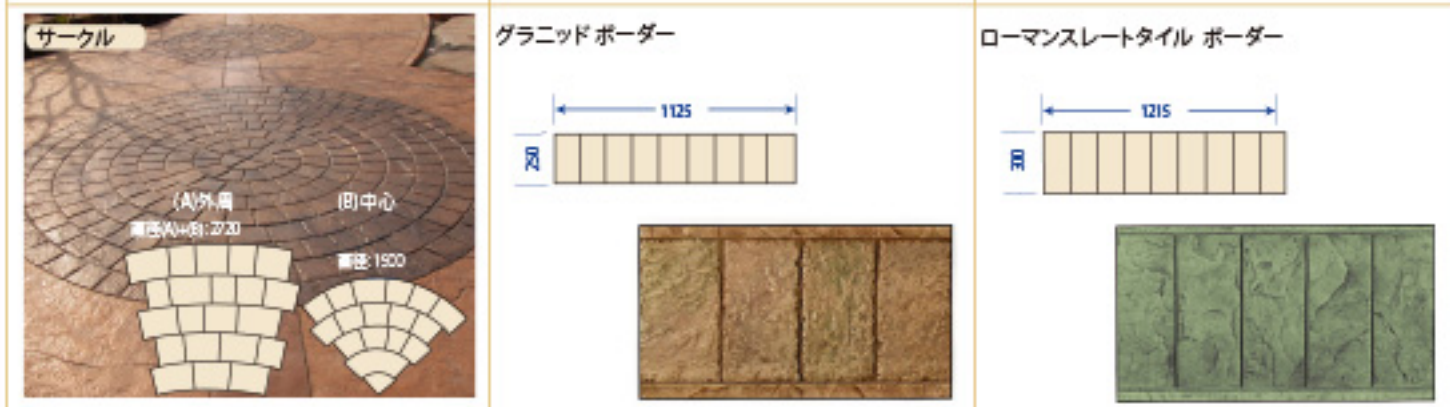 サークル
(A)外周
直径(A)+(B):2720
(B)中心
直径:1500
グラニッド ボーダー
1125
250
ローマンスレートタイル ボーダー
1215
300